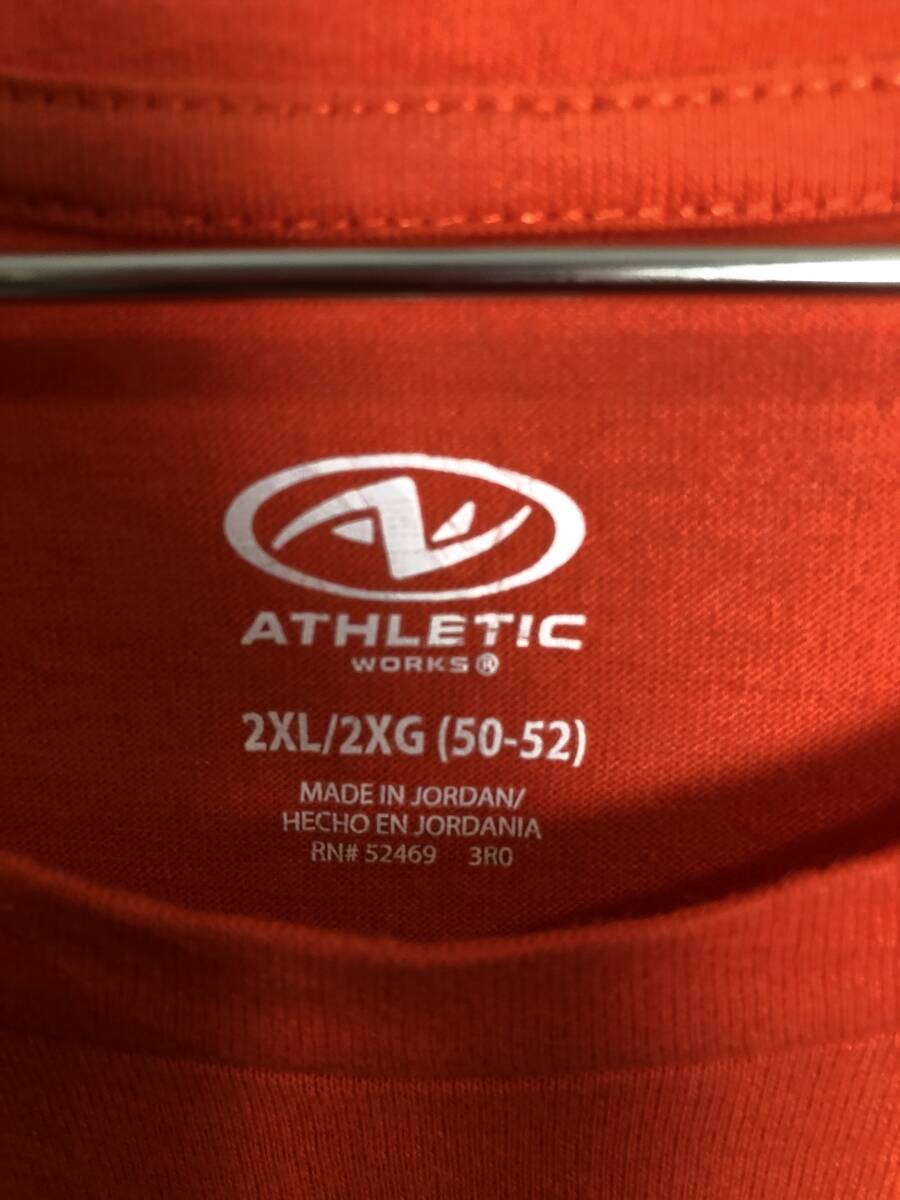 ATHLETIC
WORKS®
2XL/2XG (50-52)
MADE IN JORDAN/
HECHO EN JORDANIA
RN# 52469 3R0